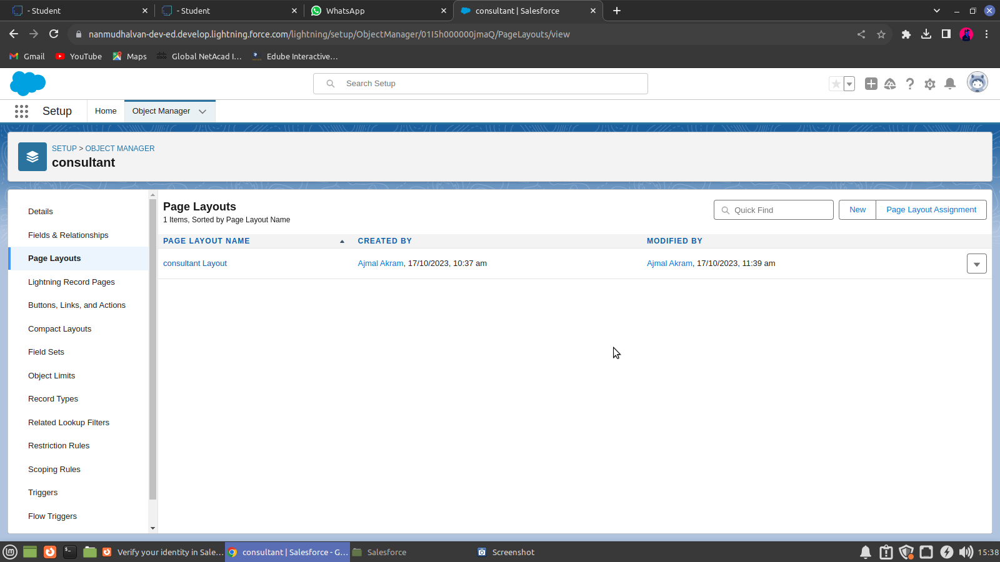 - Student
- Student
WhatsApp
consultant | Salesforce
nanmudhalvan-dev-ed.develop.lightning.force.com/lightning/setup/ObjectManager/01I5h000000jmaQ/PageLayouts/view
Gmail
YouTube
Maps
Global NetAcad I...
Edube Interactive...
Search Setup
Setup
Home
Object Manager
SETUP > OBJECT MANAGER
consultant
Details
Fields & Relationships
Page Layouts
Lightning Record Pages
Buttons, Links, and Actions
Compact Layouts
Field Sets
Object Limits
Record Types
Related Lookup Filters
Restriction Rules
Scoping Rules
Triggers
Flow Triggers
Page Layouts
1 Items, Sorted by Page Layout Name
Quick Find
New
Page Layout Assignment
PAGE LAYOUT NAME
CREATED BY
MODIFIED BY
consultant Layout
Ajmal Akram, 17/10/2023, 10:37 am
Ajmal Akram, 17/10/2023, 11:39 am
Verify your identity in Sale...
consultant | Salesforce - G...
Salesforce
Screenshot
15:38